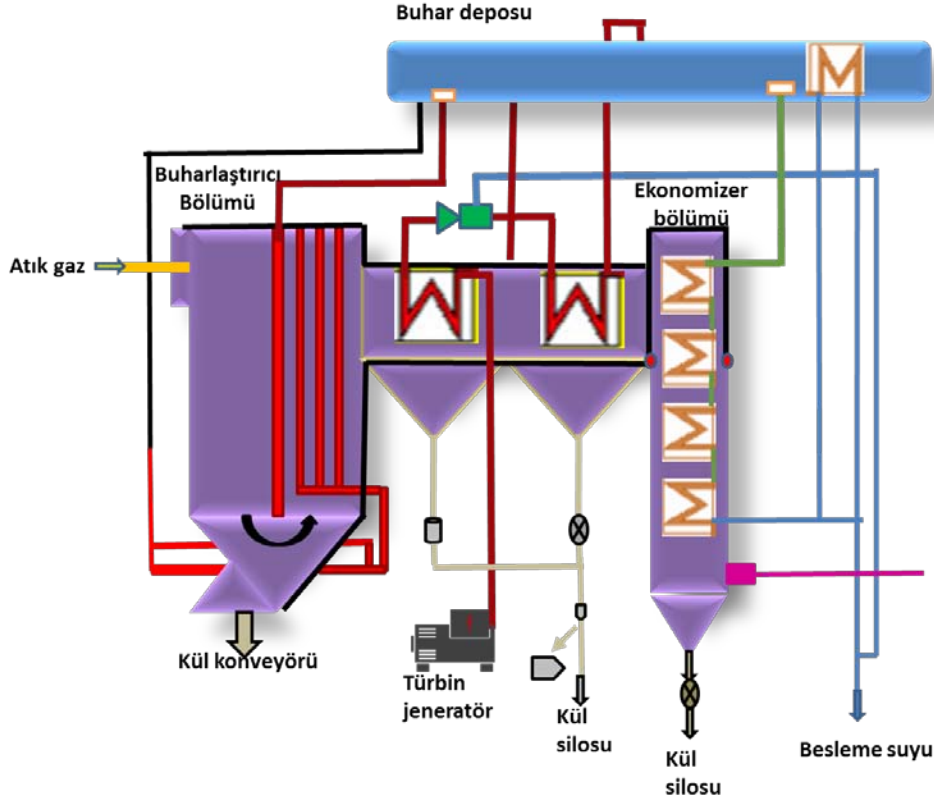 Buhar deposu
Buharlaştırıcı
Bölümü
Ekonomizer
bölümü
Atık gaz
Kül konveyörü
Türbin
jeneratör
Kül
silosu
Kül
silosu
Besleme suyu